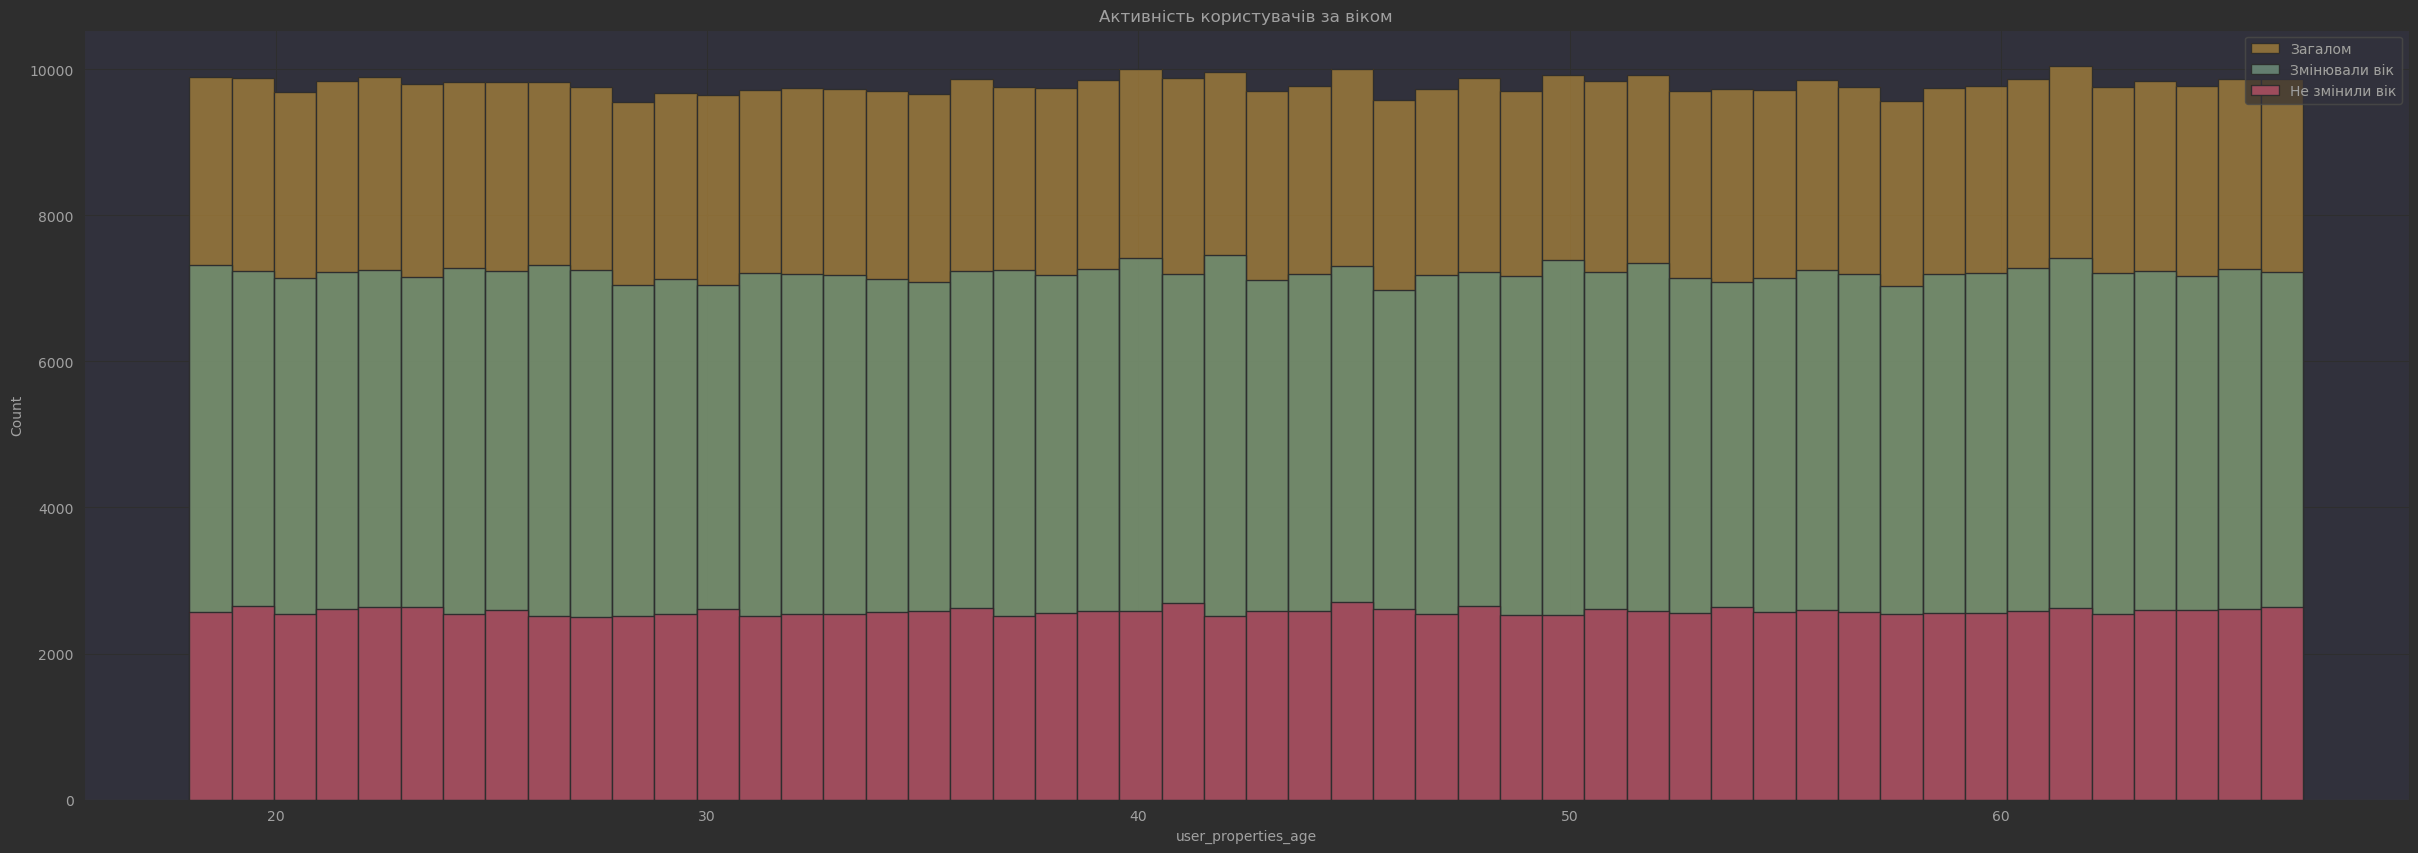 Активність користувачів за віком
Загалом
Змінювали вік
Не змінили вік
10000
8000
6000
4000
2000
0
Count
20 30 40 50 60
user_properties_age